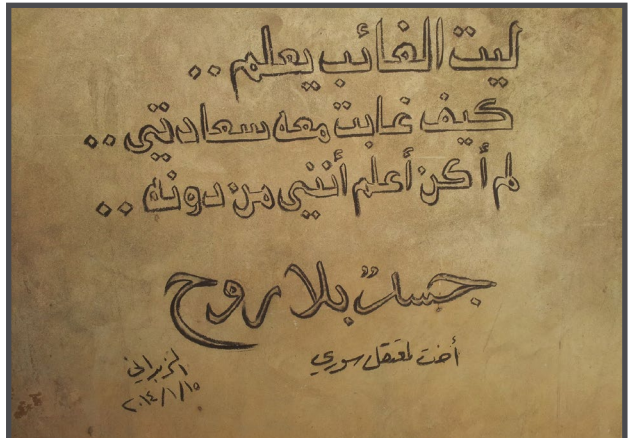 ليت الغائب يعلم ..
كيف غابت معه سعادتي ..
لم أكن أعلم أنني من دونه ..
جسدٌ بلا روح
أخت لمعتقل سوري
الزبداني
٢٠١٤/١/١٥